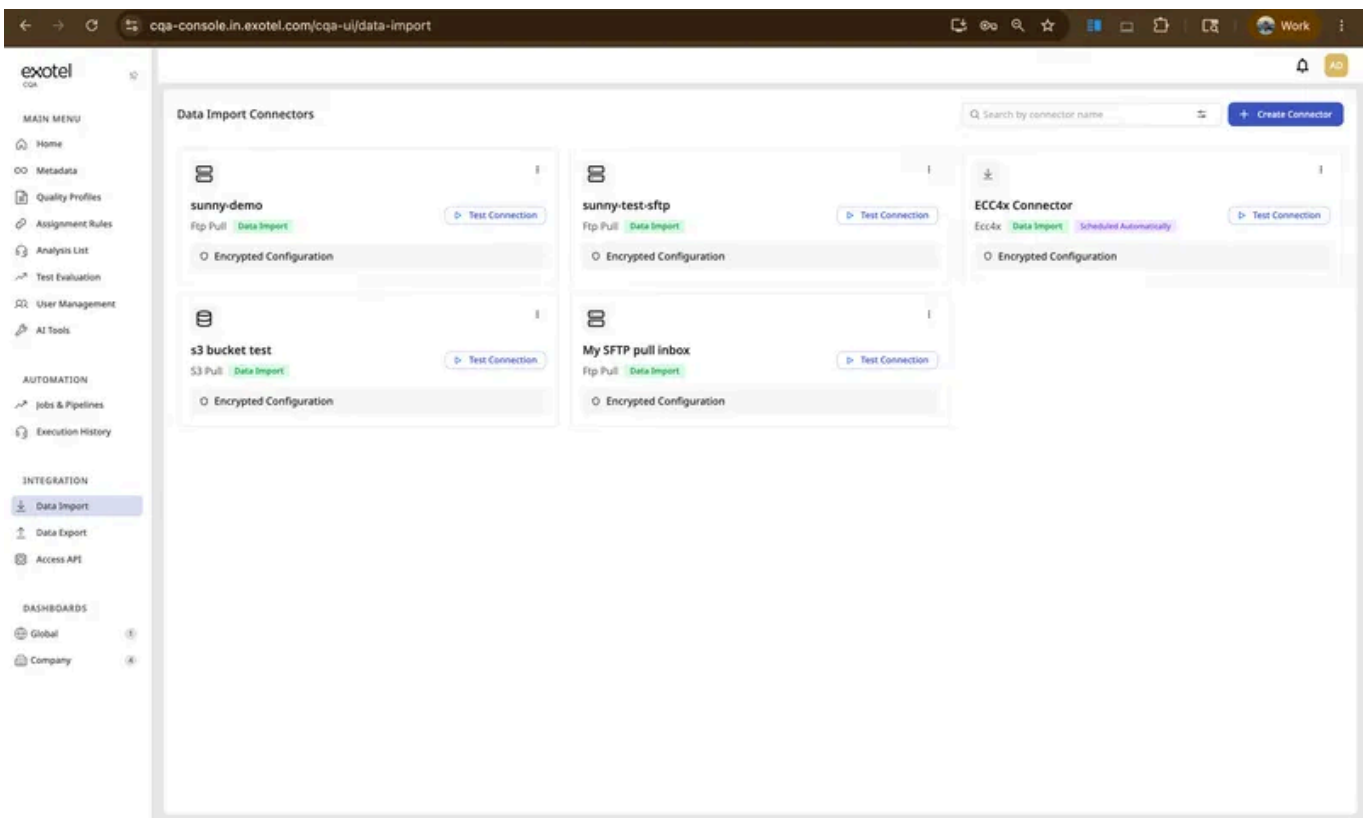 cqa-console.in.exotel.com/cqa-ui/data-import
Work
exotel
CQA
AD
MAIN MENU
Home
Metadata
Quality Profiles
Assignment Rules
Analysis List
Test Evaluation
User Management
AI Tools
AUTOMATION
Jobs & Pipelines
Execution History
INTEGRATION
Data Import
Data Export
Access API
DASHBOARDS
Global
Company
Data Import Connectors
Search by connector name
+ Create Connector
sunny-demo
Test Connection
Ftp Pull Data Import
Encrypted Configuration
sunny-test-sftp
Test Connection
Ftp Pull Data Import
Encrypted Configuration
ECC4x Connector
Test Connection
Ecc4x Data Import Scheduled Automatically
Encrypted Configuration
s3 bucket test
Test Connection
S3 Pull Data Import
Encrypted Configuration
My SFTP pull inbox
Test Connection
Ftp Pull Data Import
Encrypted Configuration